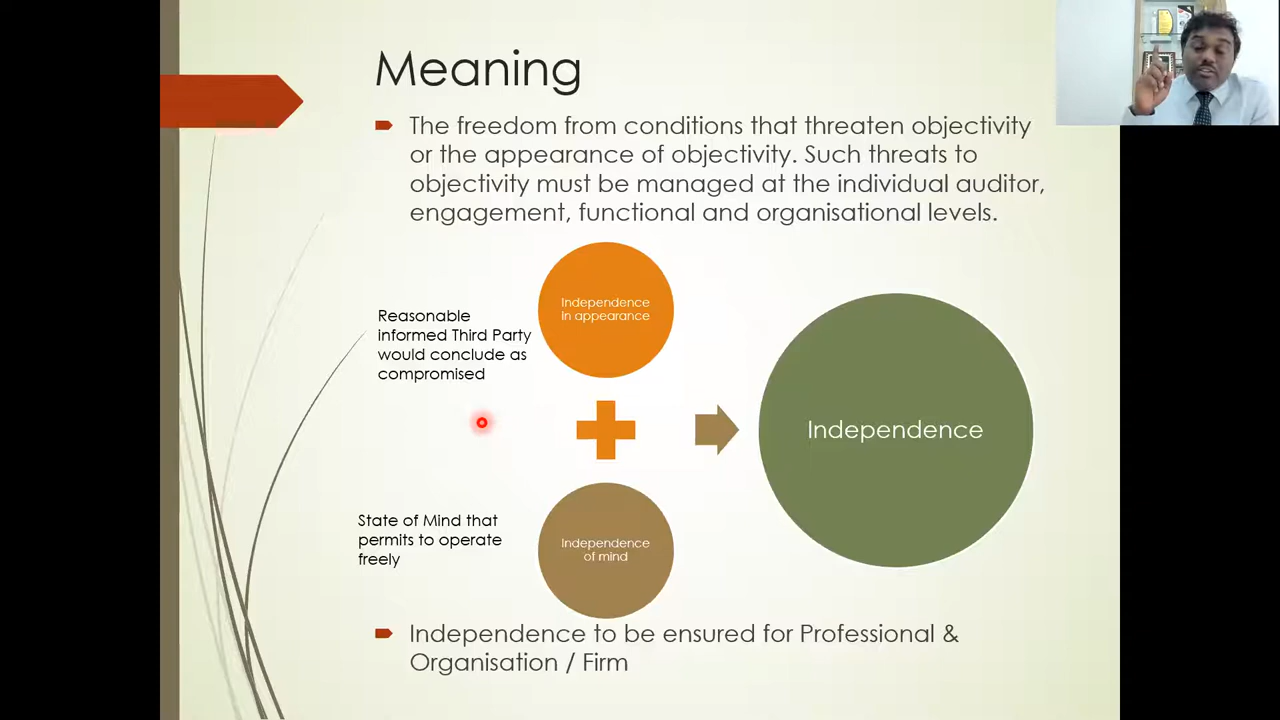 Meaning
The freedom from conditions that threaten objectivity
or the appearance of objectivity. Such threats to
objectivity must be managed at the individual auditor,
engagement, functional and organisational levels.
Reasonable
informed Third Party
would conclude as
compromised
Independence
in appearance
State of Mind that
permits to operate
freely
Independence
of mind
Independence
Independence to be ensured for Professional &
Organisation / Firm